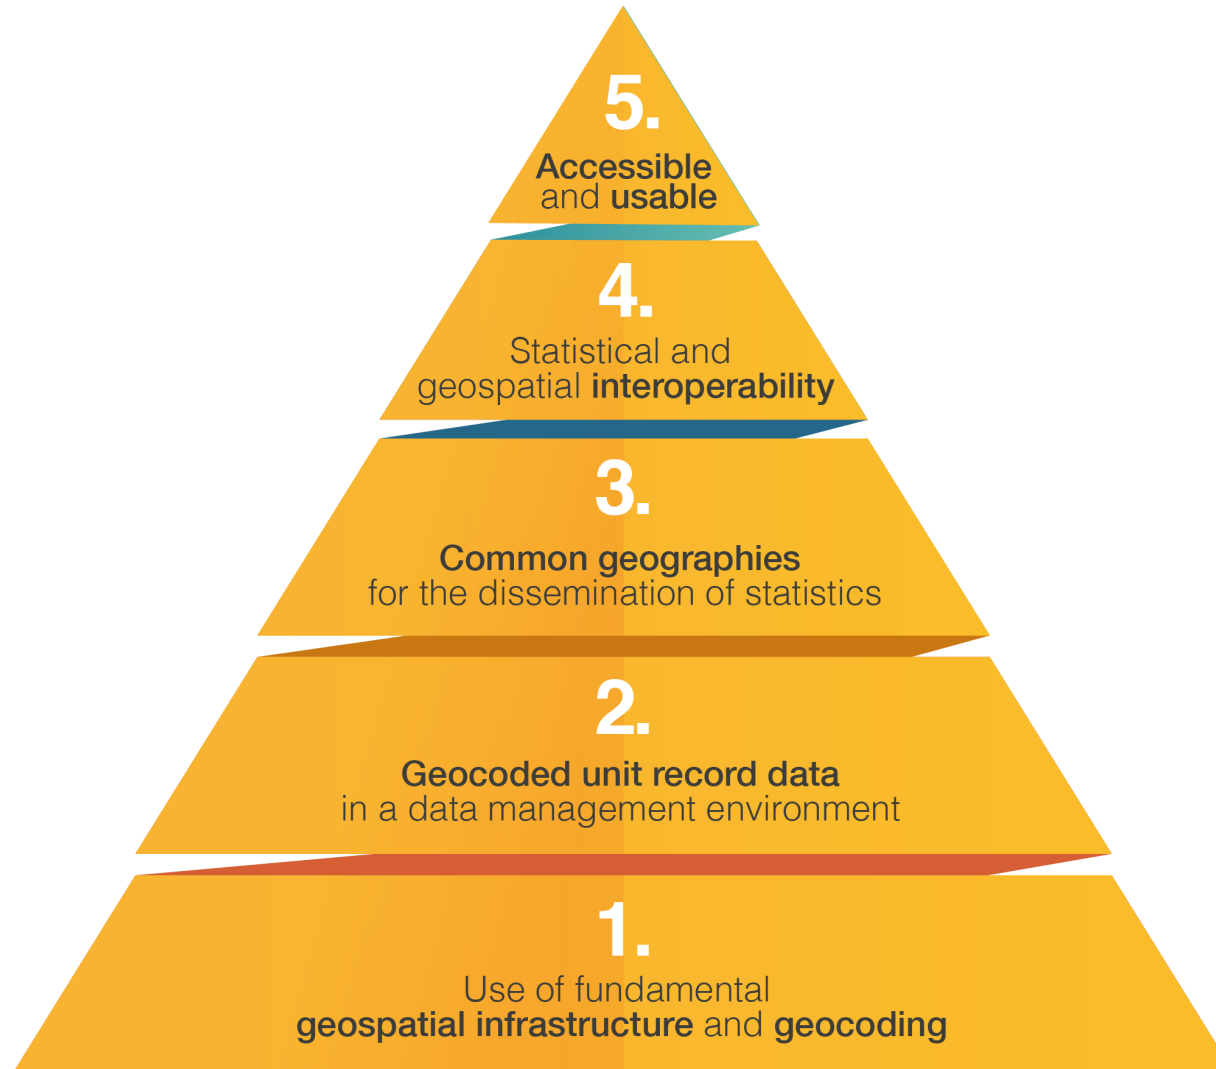 5.
Accessible
and usable
4.
Statistical and
geospatial interoperability
3.
Common geographies
for the dissemination of statistics
2.
Geocoded unit record data
in a data management environment
1.
Use of fundamental
geospatial infrastructure and geocoding